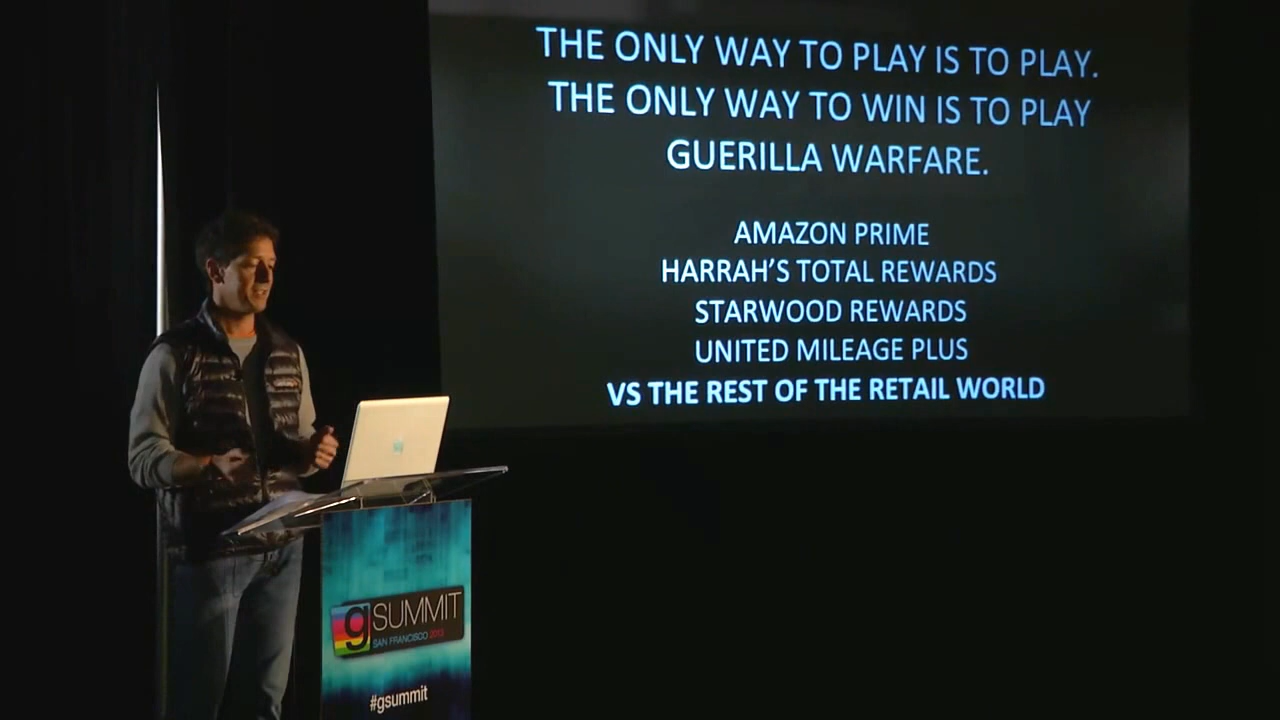 THE ONLY WAY TO PLAY IS TO PLAY.
THE ONLY WAY TO WIN IS TO PLAY
GUERILLA WARFARE.
AMAZON PRIME
HARRAH'S TOTAL REWARDS
STARWOOD REWARDS
UNITED MILEAGE PLUS
VS THE REST OF THE RETAIL WORLD
gSUMMIT
SAN FRANCISCO 2013
#gsummit